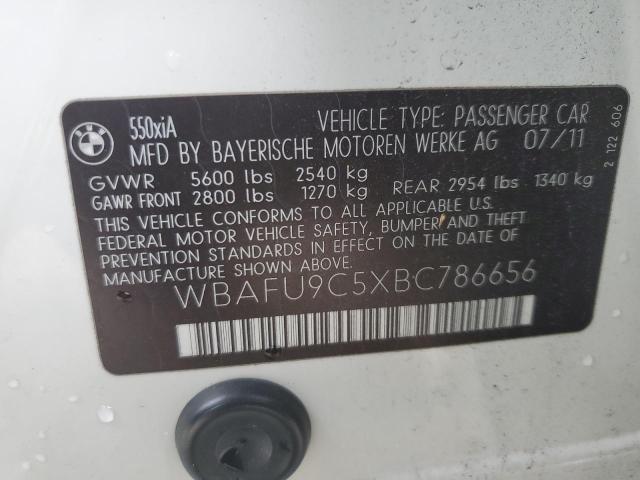 BMW
550xiA
VEHICLE TYPE: PASSENGER CAR
MFD BY BAYERISCHE MOTOREN WERKE AG 07/11
GVWR 5600 lbs 2540 kg
GAWR FRONT 2800 lbs 1270 kg REAR 2954 lbs 1340 kg
THIS VEHICLE CONFORMS TO ALL APPLICABLE U.S.
FEDERAL MOTOR VEHICLE SAFETY, BUMPER AND THEFT
PREVENTION STANDARDS IN EFFECT ON THE DATE OF
MANUFACTURE SHOWN ABOVE.
WBAFU9C5XBC786656
2 122 606